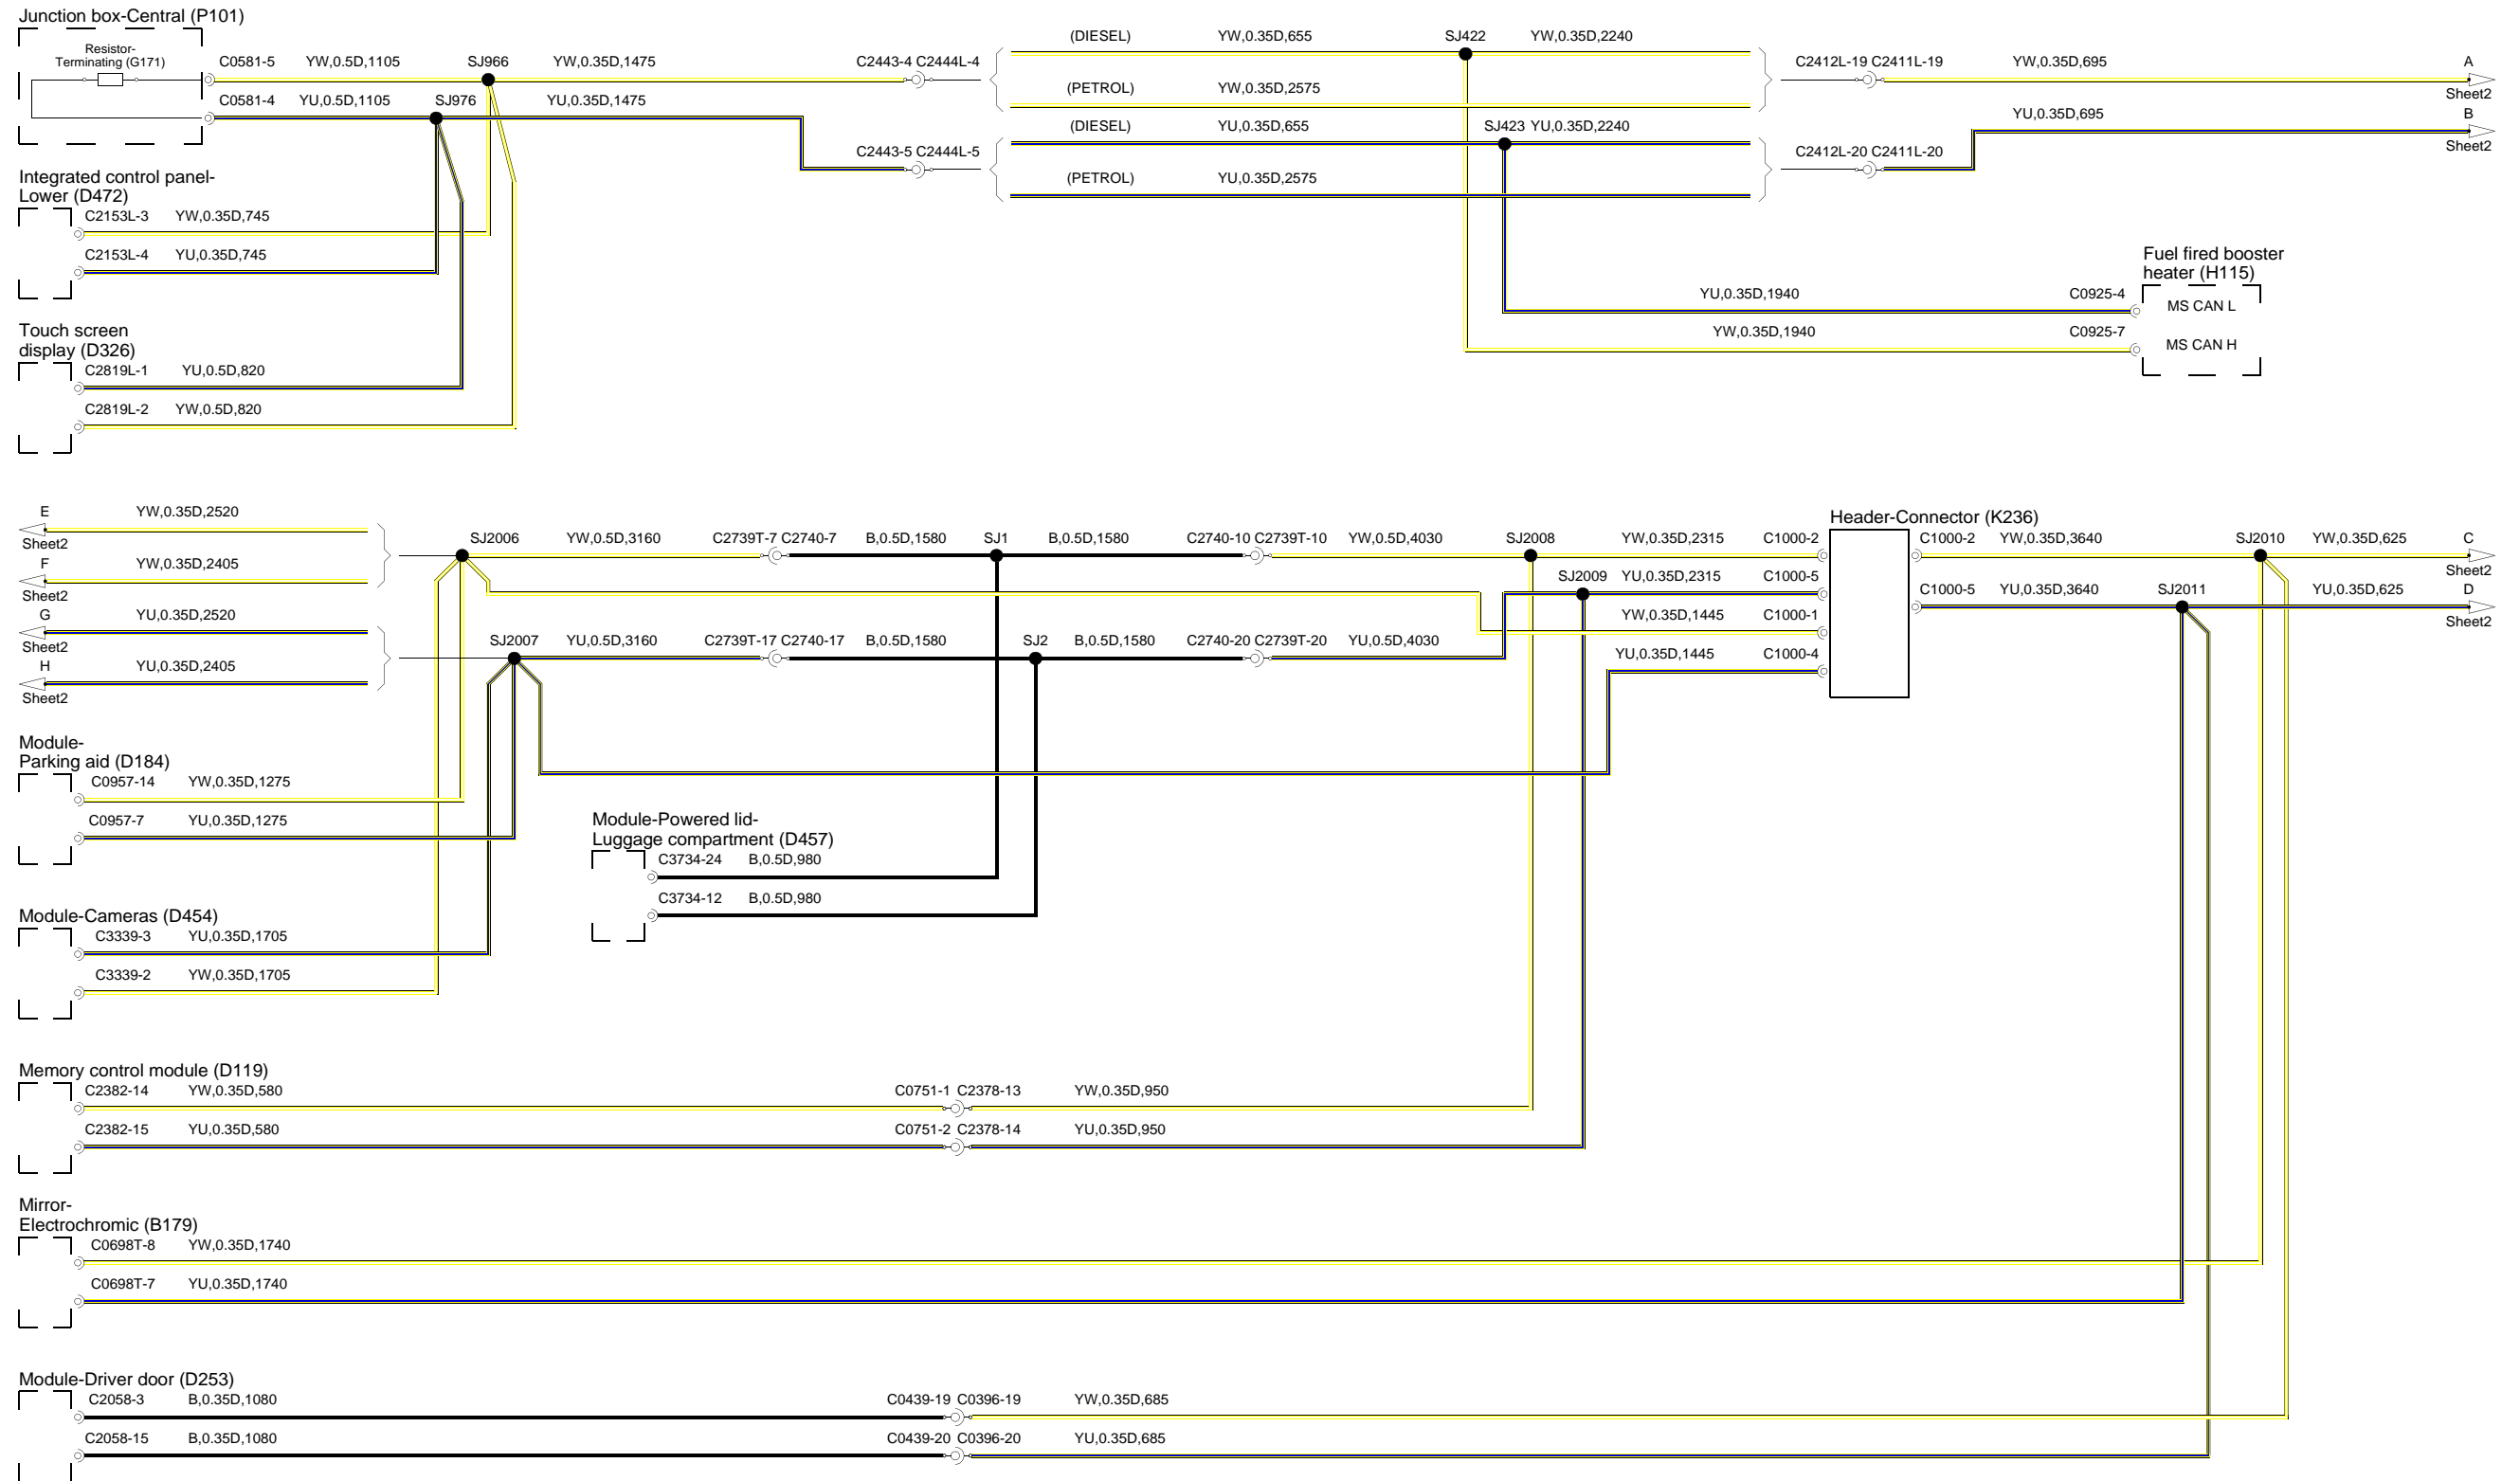 Junction box-Central (P101)
Resistor-
Terminating (G171)
C0581-5 YW,0.5D,1105 SJ966 YW,0.35D,1475 C2443-4 C2444L-4
C0581-4 YU,0.5D,1105 SJ976 YU,0.35D,1475
(DIESEL) YW,0.35D,655 SJ422 YW,0.35D,2240
(PETROL) YW,0.35D,2575
C2412L-19 C2411L-19 YW,0.35D,695 A
Sheet2
(DIESEL) YU,0.35D,655 SJ423 YU,0.35D,2240
C2443-5 C2444L-5
(PETROL) YU,0.35D,2575
C2412L-20 C2411L-20
YU,0.35D,695 B
Sheet2
Integrated control panel-
Lower (D472)
C2153L-3 YW,0.35D,745
C2153L-4 YU,0.35D,745
Fuel fired booster
heater (H115)
YU,0.35D,1940 C0925-4 MS CAN L
YW,0.35D,1940 C0925-7 MS CAN H
Touch screen
display (D326)
C2819L-1 YU,0.5D,820
C2819L-2 YW,0.5D,820
E YW,0.35D,2520
Sheet2
F YW,0.35D,2405
Sheet2
G YU,0.35D,2520
Sheet2
H YU,0.35D,2405
Sheet2
SJ2006 YW,0.5D,3160 C2739T-7 C2740-7 B,0.5D,1580 SJ1 B,0.5D,1580 C2740-10 C2739T-10 YW,0.5D,4030 SJ2008 YW,0.35D,2315 C1000-2
SJ2009 YU,0.35D,2315 C1000-5
YW,0.35D,1445 C1000-1
SJ2007 YU,0.5D,3160 C2739T-17 C2740-17 B,0.5D,1580 SJ2 B,0.5D,1580 C2740-20 C2739T-20 YU,0.5D,4030
YU,0.35D,1445 C1000-4
Header-Connector (K236)
C1000-2 YW,0.35D,3640 SJ2010 YW,0.35D,625 C
Sheet2
C1000-5 YU,0.35D,3640 SJ2011 YU,0.35D,625 D
Sheet2
Module-
Parking aid (D184)
C0957-14 YW,0.35D,1275
C0957-7 YU,0.35D,1275
Module-Powered lid-
Luggage compartment (D457)
C3734-24 B,0.5D,980
C3734-12 B,0.5D,980
Module-Cameras (D454)
C3339-3 YU,0.35D,1705
C3339-2 YW,0.35D,1705
Memory control module (D119)
C2382-14 YW,0.35D,580 C0751-1 C2378-13 YW,0.35D,950
C2382-15 YU,0.35D,580 C0751-2 C2378-14 YU,0.35D,950
Mirror-
Electrochromic (B179)
C0698T-8 YW,0.35D,1740
C0698T-7 YU,0.35D,1740
Module-Driver door (D253)
C2058-3 B,0.35D,1080 C0439-19 C0396-19 YW,0.35D,685
C2058-15 B,0.35D,1080 C0439-20 C0396-20 YU,0.35D,685